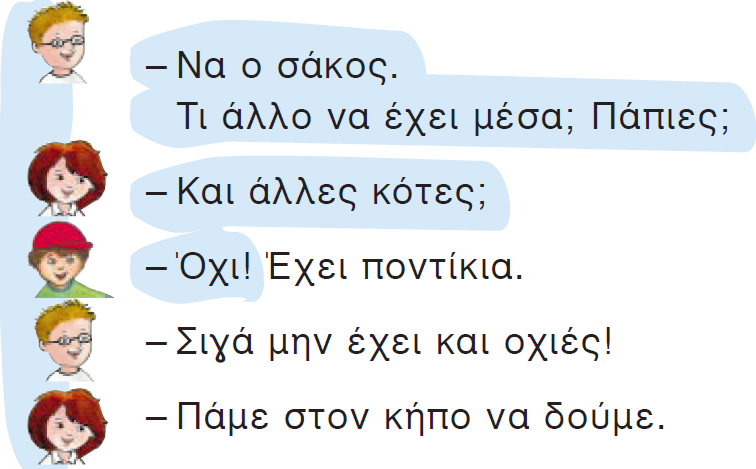 – Να ο σάκος.
Τι άλλο να έχει μέσα; Πάπιες;
– Και άλλες κότες;
– Όχι! Έχει ποντίκια.
– Σιγά μην έχει και οχιές!
– Πάμε στον κήπο να δούμε.